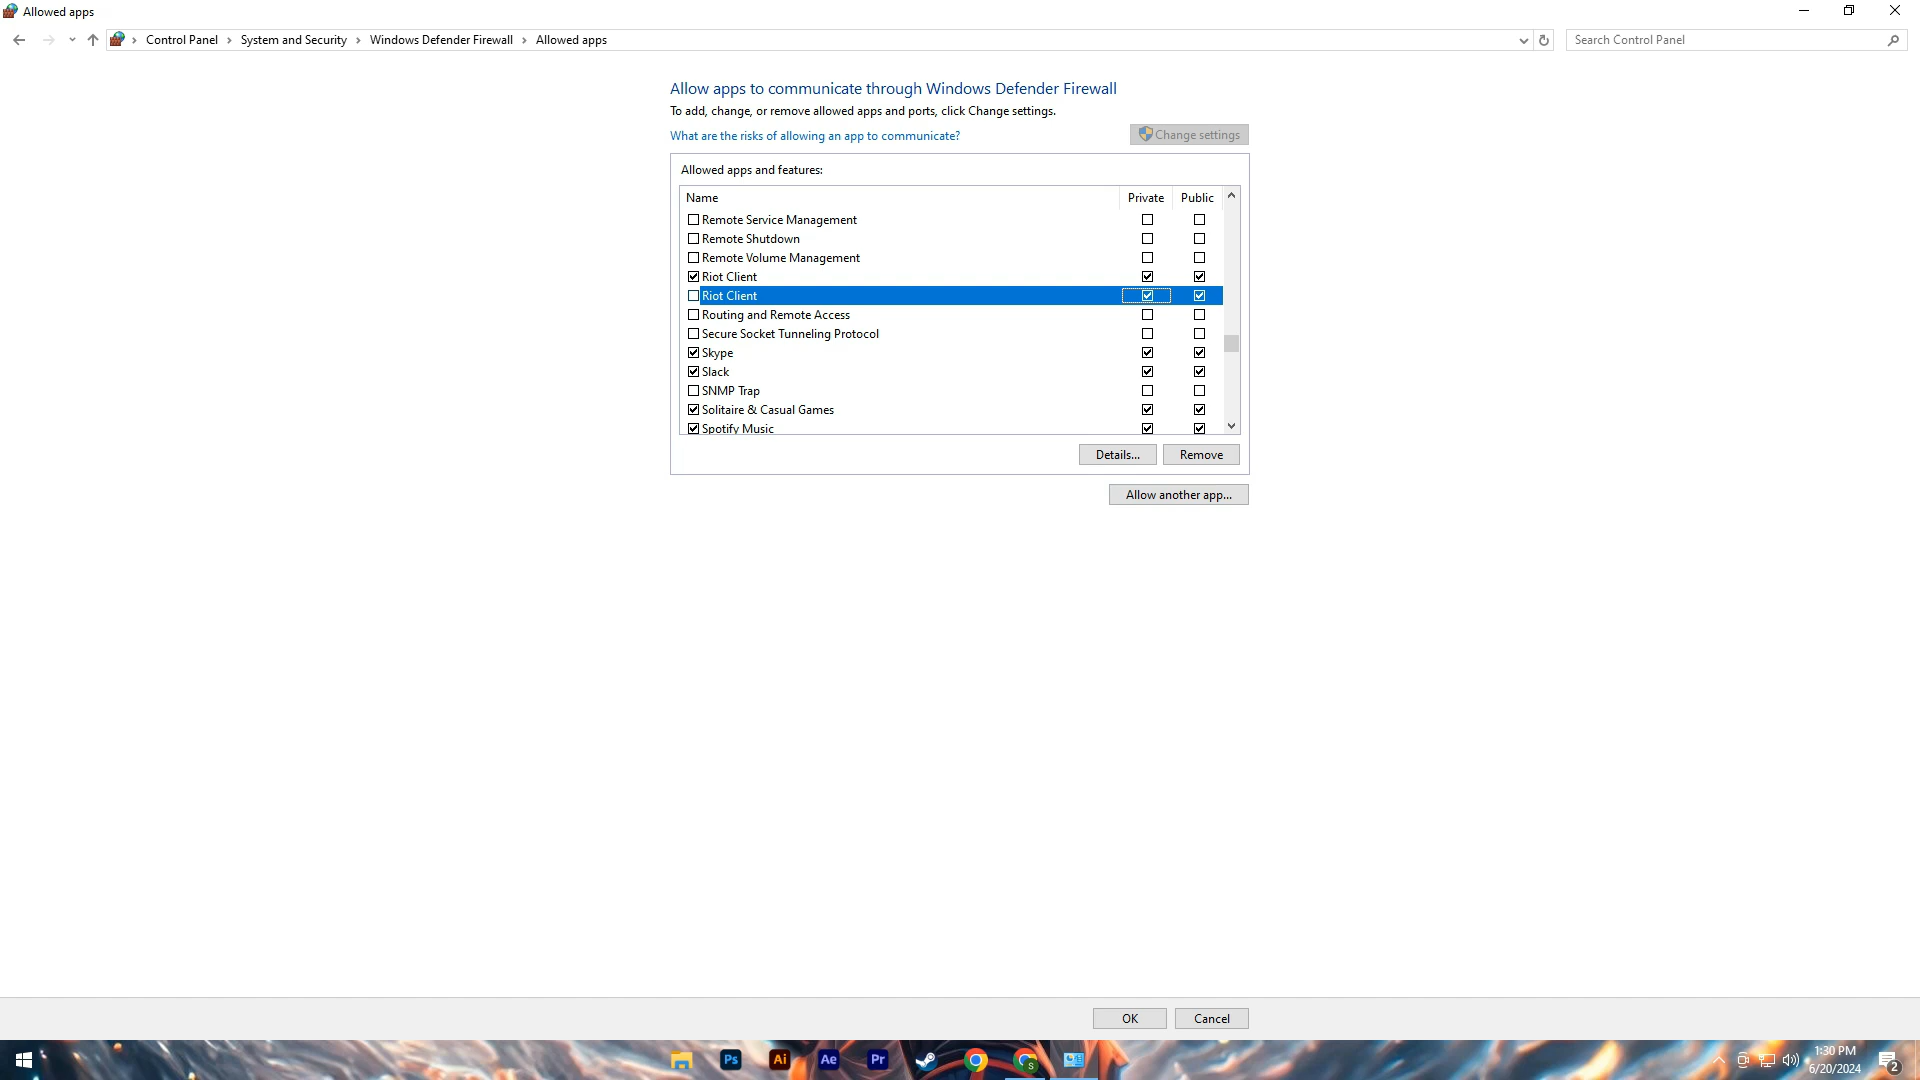 Allowed apps
Control Panel > System and Security > Windows Defender Firewall > Allowed apps
Search Control Panel
Allow apps to communicate through Windows Defender Firewall
To add, change, or remove allowed apps and ports, click Change settings.
What are the risks of allowing an app to communicate?
Change settings
Allowed apps and features:
Name Private Public
Remote Service Management
Remote Shutdown
Remote Volume Management
Riot Client
Riot Client
Routing and Remote Access
Secure Socket Tunneling Protocol
Skype
Slack
SNMP Trap
Solitaire & Casual Games
Spotify Music
Details... Remove
Allow another app...
OK Cancel
Ps Ai Ae Pr S
1:30 PM
6/20/2024
2